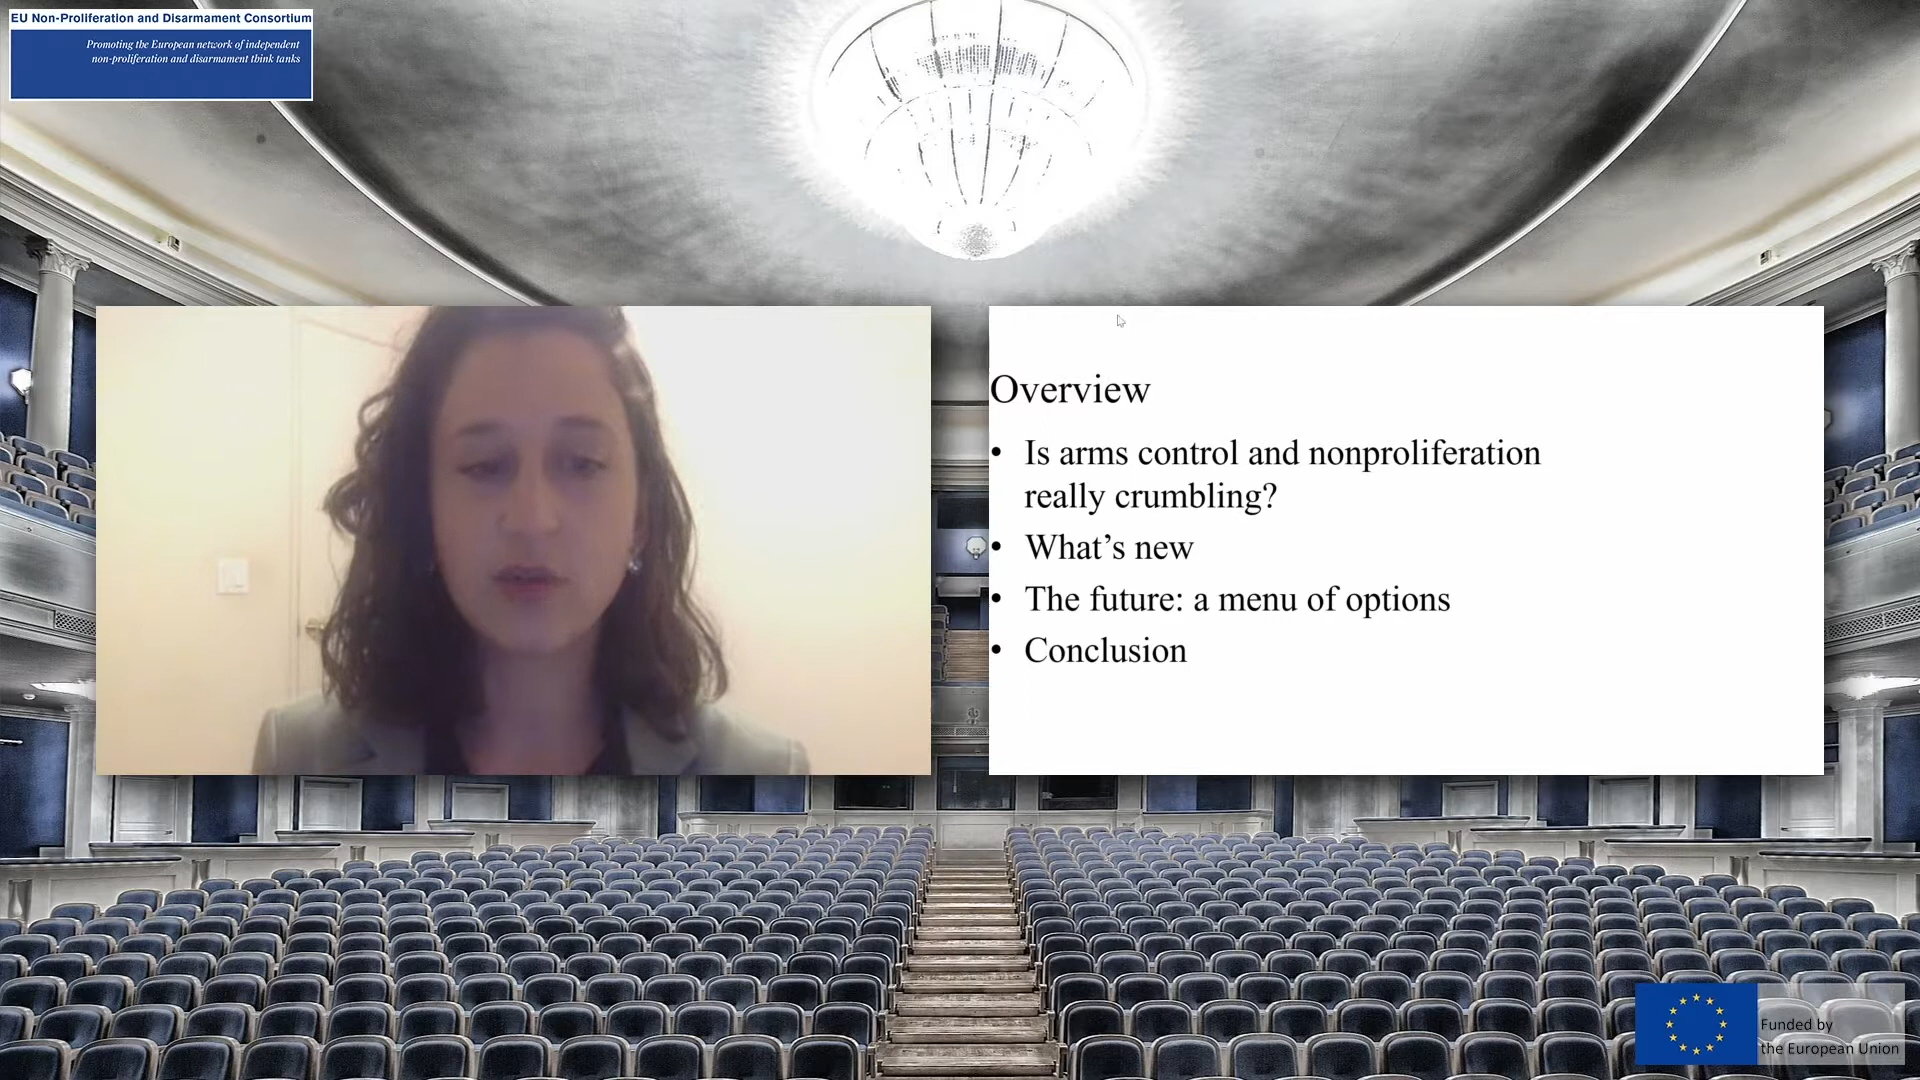 EU Non-Proliferation and Disarmament Consortium
Promoting the European network of independent
non-proliferation and disarmament think tanks
Overview
• Is arms control and nonproliferation
really crumbling?
• What’s new
• The future: a menu of options
• Conclusion
Funded by
the European Union